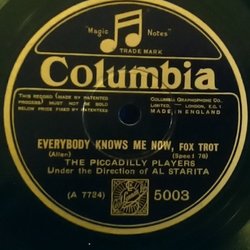 "Magic Notes"
TRADE MARK
Columbia
THIS RECORD (MADE BY PATENTED
PROCESS) MUST NOT BE SOLD
BELOW PRICE FIXED BY PATENTEES
COLUMBIA GRAPHOPHONE CO.
LIMITED, LONDON, E.C.1
MADE IN ENGLAND
EVERYBODY KNOWS ME NOW, FOX TROT
(Allen) (Speed 78)
THE PICCADILLY PLAYERS
Under the Direction of AL STARITA
(A 7724) 5003